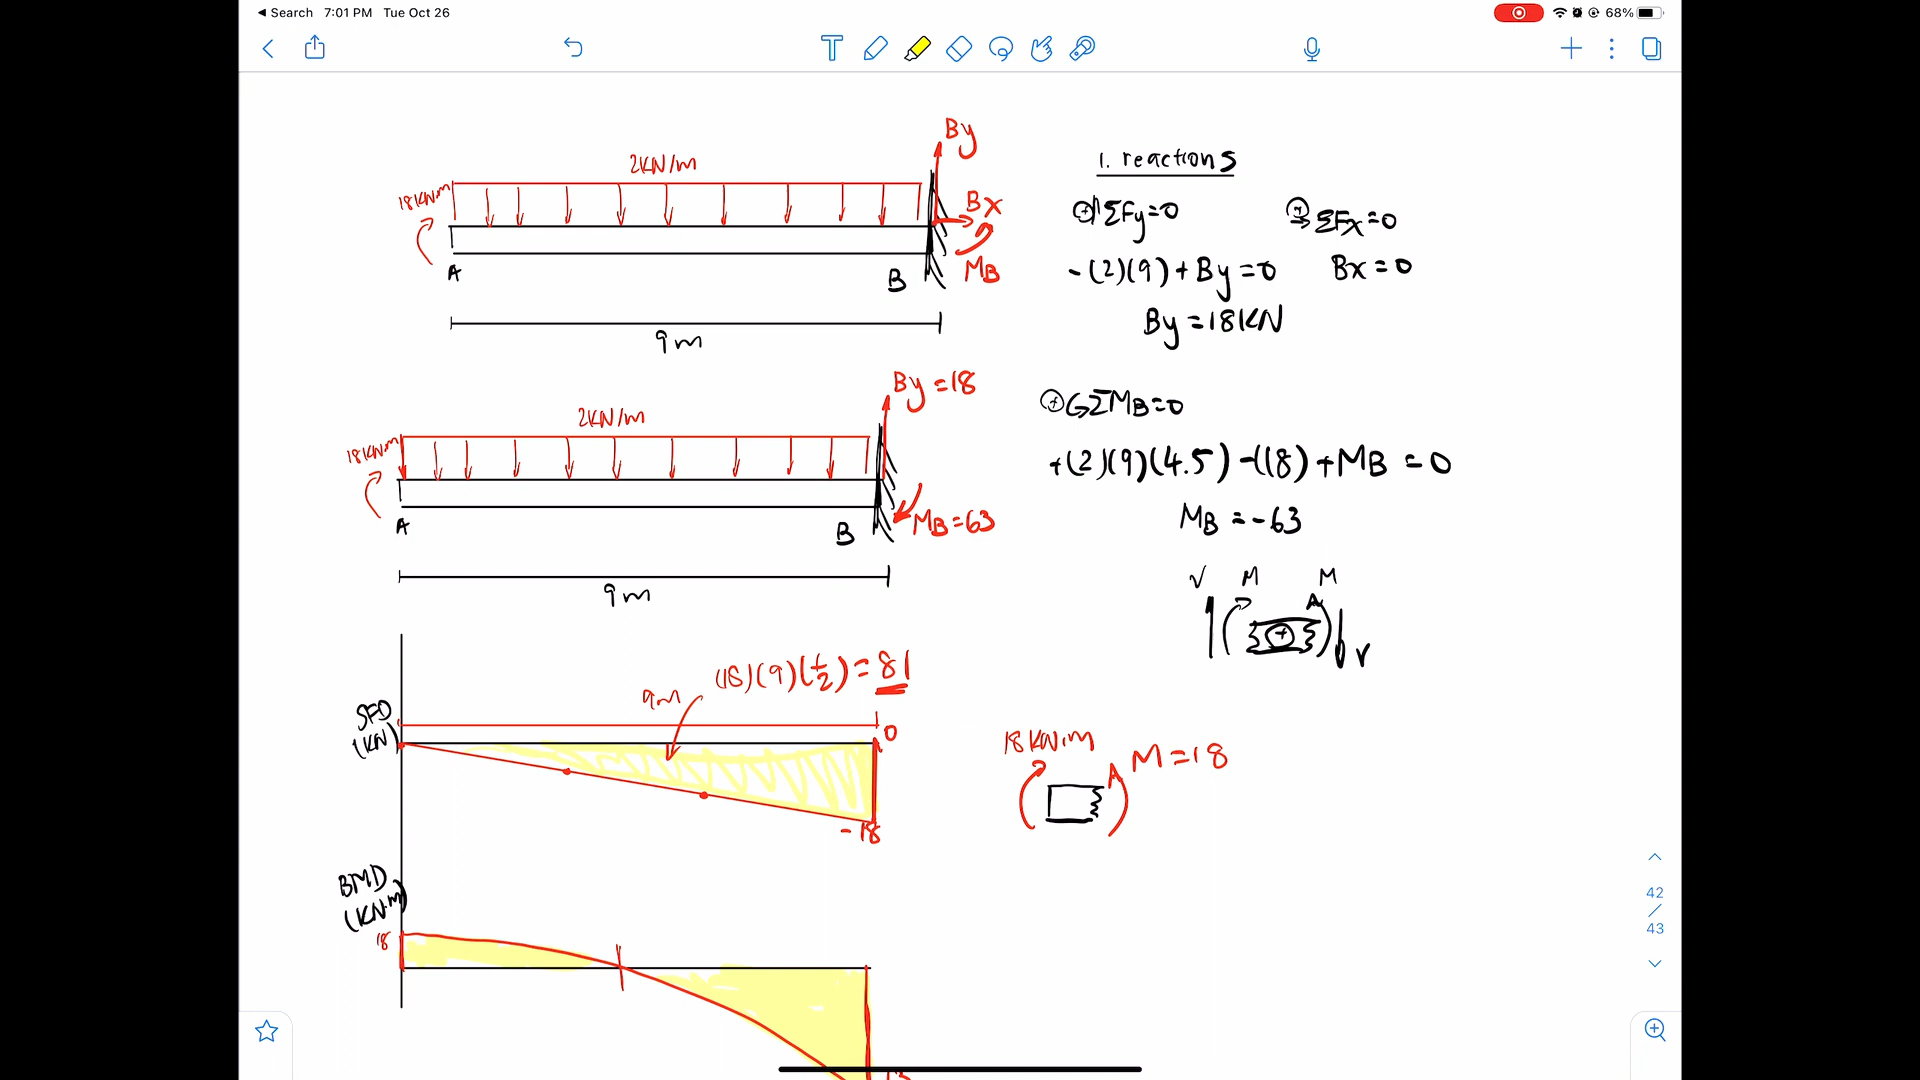 Search 7:01 PM Tue Oct 26
68%
By
2KN/m
18KN·m
Bx
MB
A
B
9m
1. reactions
+↑ΣFy=0
+→ΣFx=0
-(2)(9)+By=0
Bx=0
By=18KN
By=18
2KN/m
18KN·m
A
B
MB=63
9m
+↺ΣMB=0
+(2)(9)(4.5)-(18)+MB=0
MB=-63
V M M
+
V
SFD
(KN)
9m
(18)(9)(1/2)=81
0
-18
18KN·m
M=18
BMD
(KN·m)
18
42
/
43